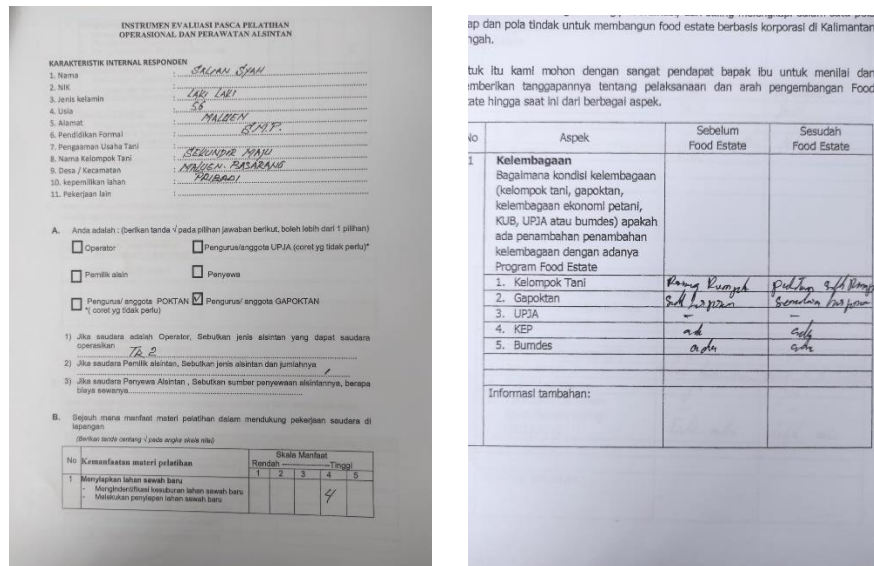 INSTRUMEN EVALUASI PASCA PELATIHAN
OPERASIONAL DAN PERAWATAN ALSINTAN
KARAKTERISTIK INTERNAL RESPONDEN
1. Nama : SALIAN SYAH
2. NIK :
3. Jenis kelamin : LAKI LAKI
4. Usia : 56
5. Alamat : MALUEN
6. Pendidikan Formal : S.M.P.
7. Pengalaman Usaha Tani :
8. Nama Kelompok Tani : SEKUNDER MAJU
9. Desa / Kecamatan : MALUEN. BASARANG
10. kepemilikan lahan : PRIBADI
11. Pekerjaan lain :
A. Anda adalah : (berikan tanda √ pada pilihan jawaban berikut, boleh lebih dari 1 pilihan)
Operator
Pengurus/anggota UPJA (coret yg tidak perlu)*
Pemilik alsin
Penyewa
Pengurus/ anggota POKTAN
√ Pengurus/ anggota GAPOKTAN
*( coret yg tidak perlu)
1) Jika saudara adalah Operator, Sebutkan jenis alsintan yang dapat saudara
operasikan
TR 2
2) Jika saudara Pemilik alsintan, Sebutkan jenis alsintan dan jumlahnya
3) Jika saudara Penyewa Alsintan , Sebutkan sumber penyewaan alsintannya, berapa
biaya sewanya
B. Sejauh mana manfaat materi pelatihan dalam mendukung pekerjaan saudara di
lapangan
(Berikan tanda centang √ pada angka skala nilai)
No Kemanfaatan materi pelatihan
Skala Manfaat
Rendah ---------------Tinggi
1 2 3 4 5
1 Menyiapkan lahan sawah baru
- Mengindentifikasi kesuburan lahan sawah baru
- Melakukan penyiapan lahan sawah baru
4
ap dan pola tindak untuk membangun food estate berbasis korporasi di Kalimantan
ngah.
tuk itu kami mohon dengan sangat pendapat bapak ibu untuk menilai dan
emberikan tanggapannya tentang pelaksanaan dan arah pengembangan Food
tate hingga saat ini dari berbagai aspek.
No Aspek Sebelum Food Estate Sesudah Food Estate
1 Kelembagaan
Bagaimana kondisi kelembagaan
(kelompok tani, gapoktan,
kelembagaan ekonomi petani,
KUB, UPJA atau bumdes) apakah
ada penambahan penambahan
kelembagaan dengan adanya
Program Food Estate
1. Kelompok Tani
2. Gapoktan
3. UPJA - -
4. KEP ada
5. Bumdes ada ada
Informasi tambahan: